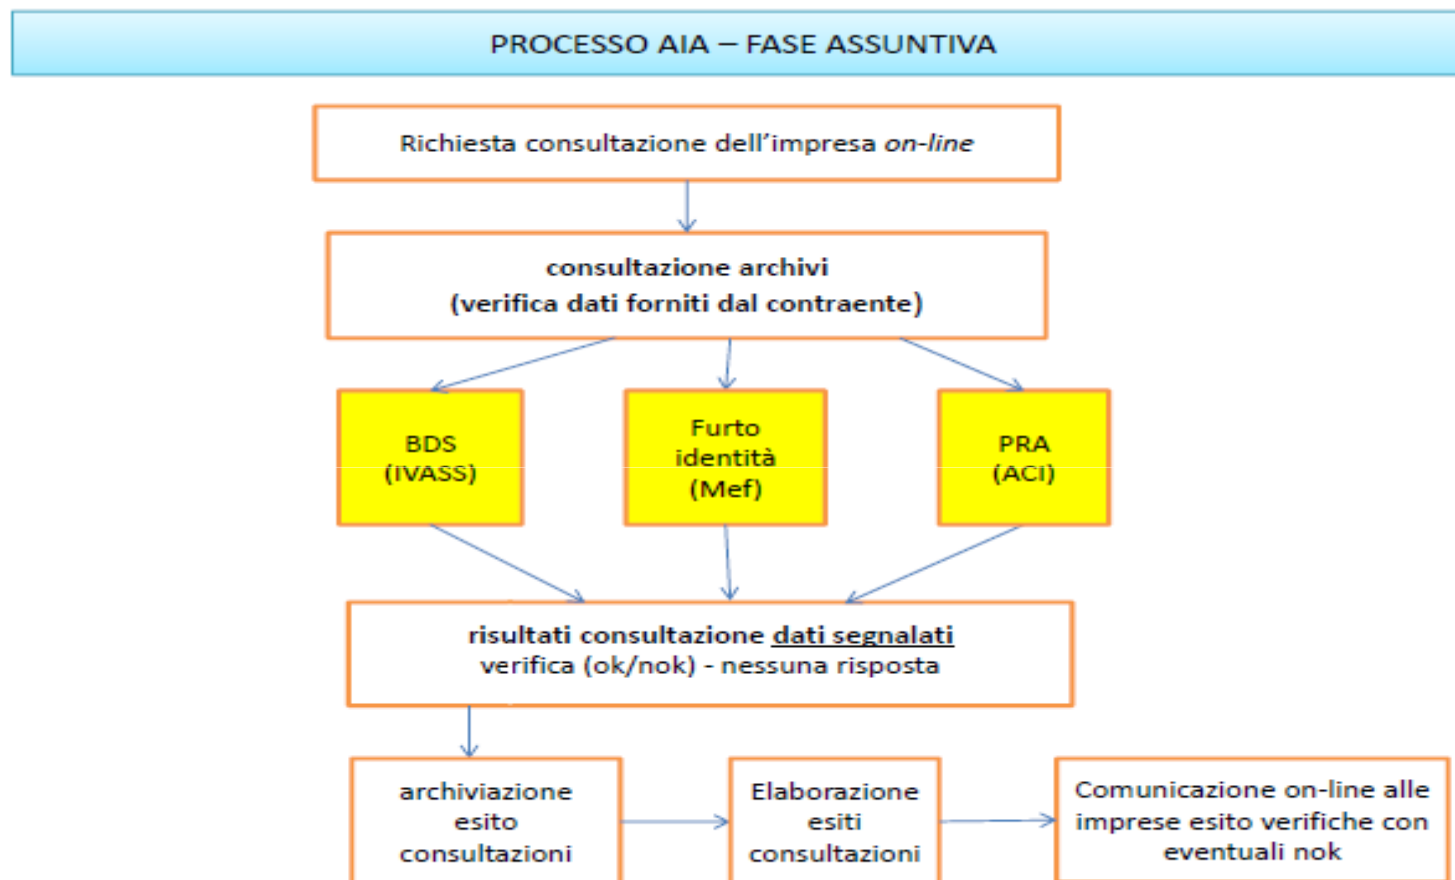 PROCESSO AIA – FASE ASSUNTIVA
Richiesta consultazione dell'impresa on-line
consultazione archivi
(verifica dati forniti dal contraente)
BDS
(IVASS)
Furto
identità
(Mef)
PRA
(ACI)
risultati consultazione dati segnalati
verifica (ok/nok) - nessuna risposta
archiviazione
esito
consultazioni
Elaborazione
esiti
consultazioni
Comunicazione on-line alle
imprese esito verifiche con
eventuali nok